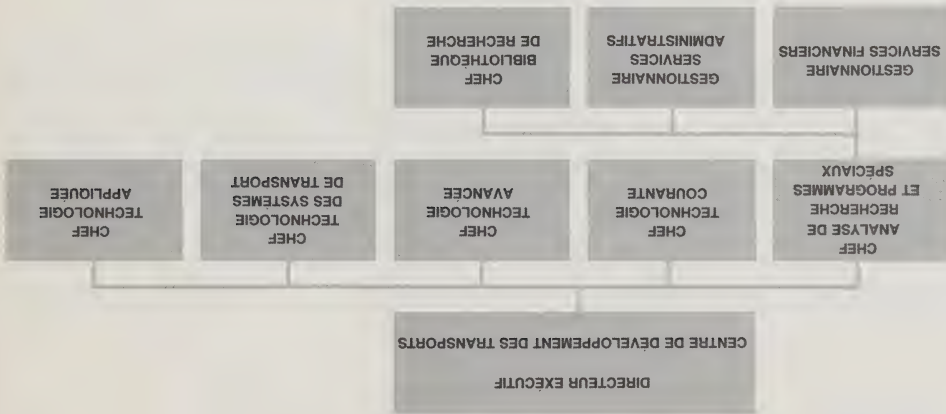 DIRECTEUR EXÉCUTIF
CENTRE DE DÉVELOPPEMENT DES TRANSPORTS
CHEF
ANALYSE DE
RECHERCHE
ET PROGRAMMES
SPÉCIAUX
CHEF
TECHNOLOGIE
COURANTE
CHEF
TECHNOLOGIE
AVANCÉE
CHEF
TECHNOLOGIE
DES SYSTÈMES
DE TRANSPORT
CHEF
TECHNOLOGIE
APPLIQUÉE
GESTIONNAIRE
SERVICES FINANCIERS
GESTIONNAIRE
SERVICES
ADMINISTRATIFS
CHEF
BIBLIOTHÈQUE
DE RECHERCHE